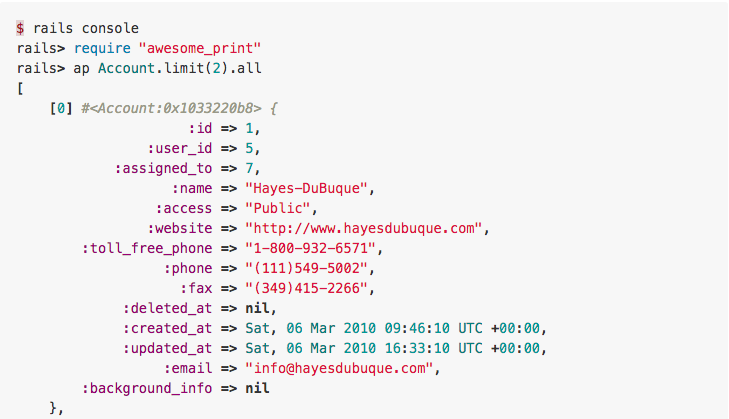 $ rails console
rails> require "awesome_print"
rails> ap Account.limit(2).all
[
    [0] #<Account:0x1033220b8> {
                     :id => 1,
                :user_id => 5,
            :assigned_to => 7,
                   :name => "Hayes-DuBuque",
                 :access => "Public",
                :website => "http://www.hayesdubuque.com",
        :toll_free_phone => "1-800-932-6571",
                  :phone => "(111)549-5002",
                    :fax => "(349)415-2266",
             :deleted_at => nil,
             :created_at => Sat, 06 Mar 2010 09:46:10 UTC +00:00,
             :updated_at => Sat, 06 Mar 2010 16:33:10 UTC +00:00,
                  :email => "info@hayesdubuque.com",
        :background_info => nil
    },